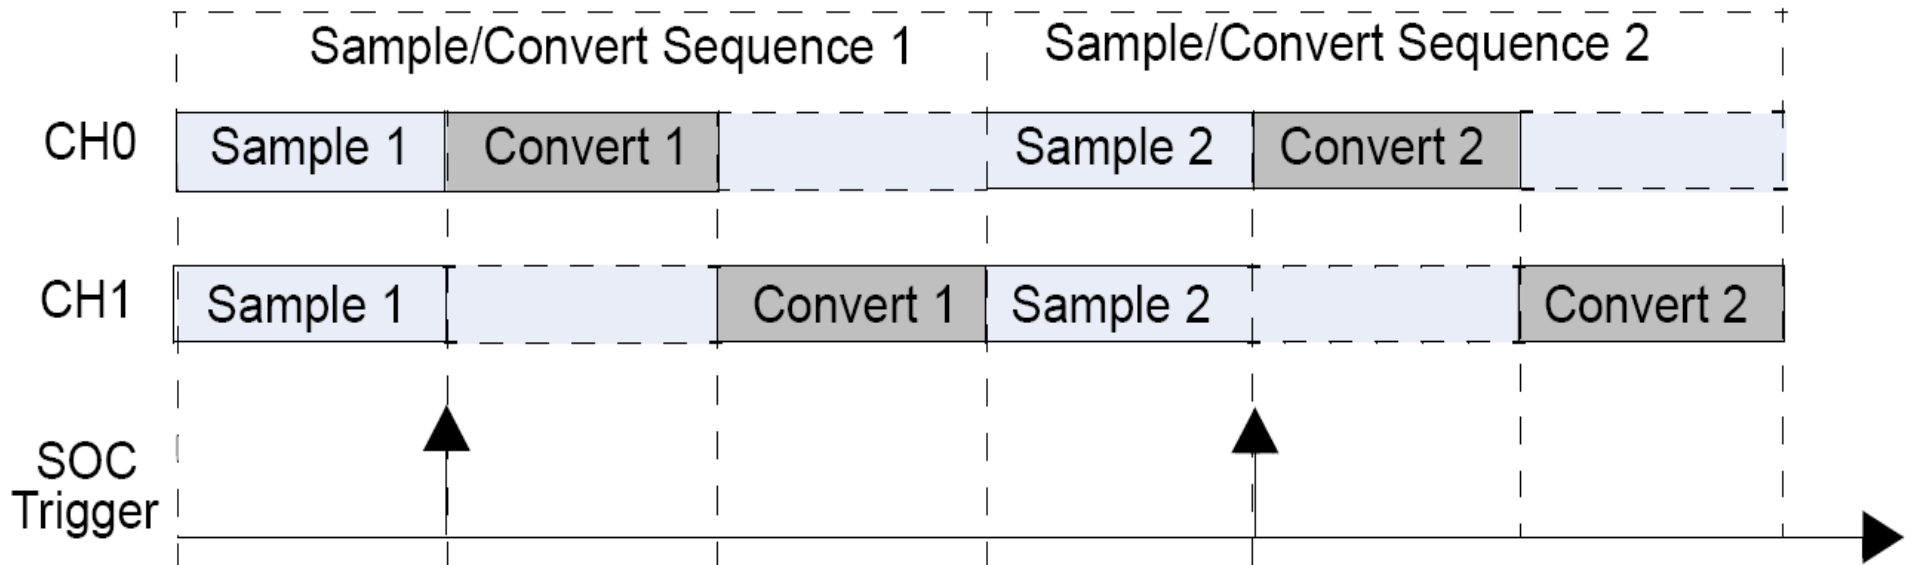 Sample/Convert Sequence 1
Sample/Convert Sequence 2
CH0
Sample 1
Convert 1
Sample 2
Convert 2
CH1
Sample 1
Convert 1
Sample 2
Convert 2
SOC
Trigger